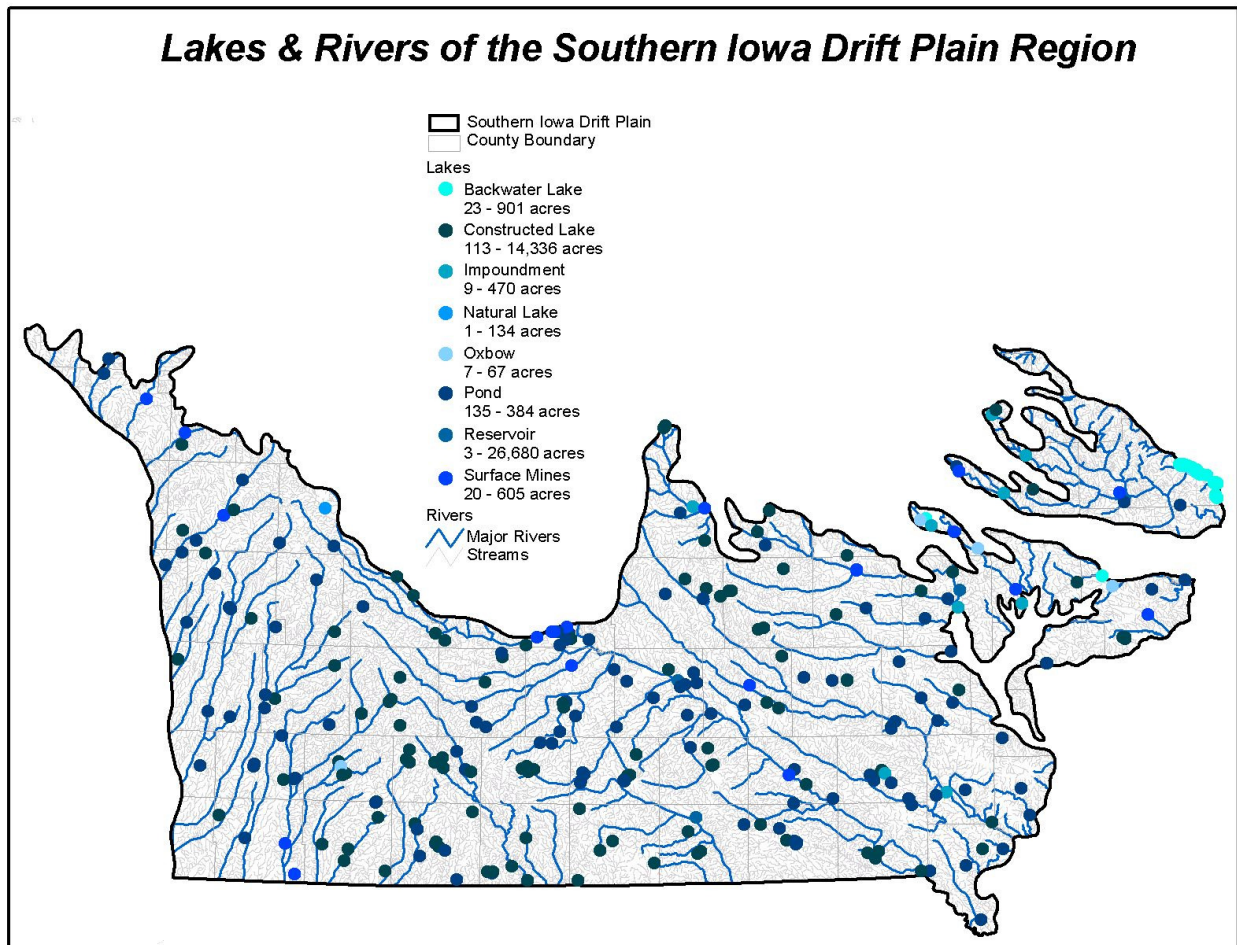 Lakes & Rivers of the Southern Iowa Drift Plain Region
Southern Iowa Drift Plain
County Boundary
Lakes
Backwater Lake
23 - 901 acres
Constructed Lake
113 - 14,336 acres
Impoundment
9 - 470 acres
Natural Lake
1 - 134 acres
Oxbow
7 - 67 acres
Pond
135 - 384 acres
Reservoir
3 - 26,680 acres
Surface Mines
20 - 605 acres
Rivers
Major Rivers
Streams